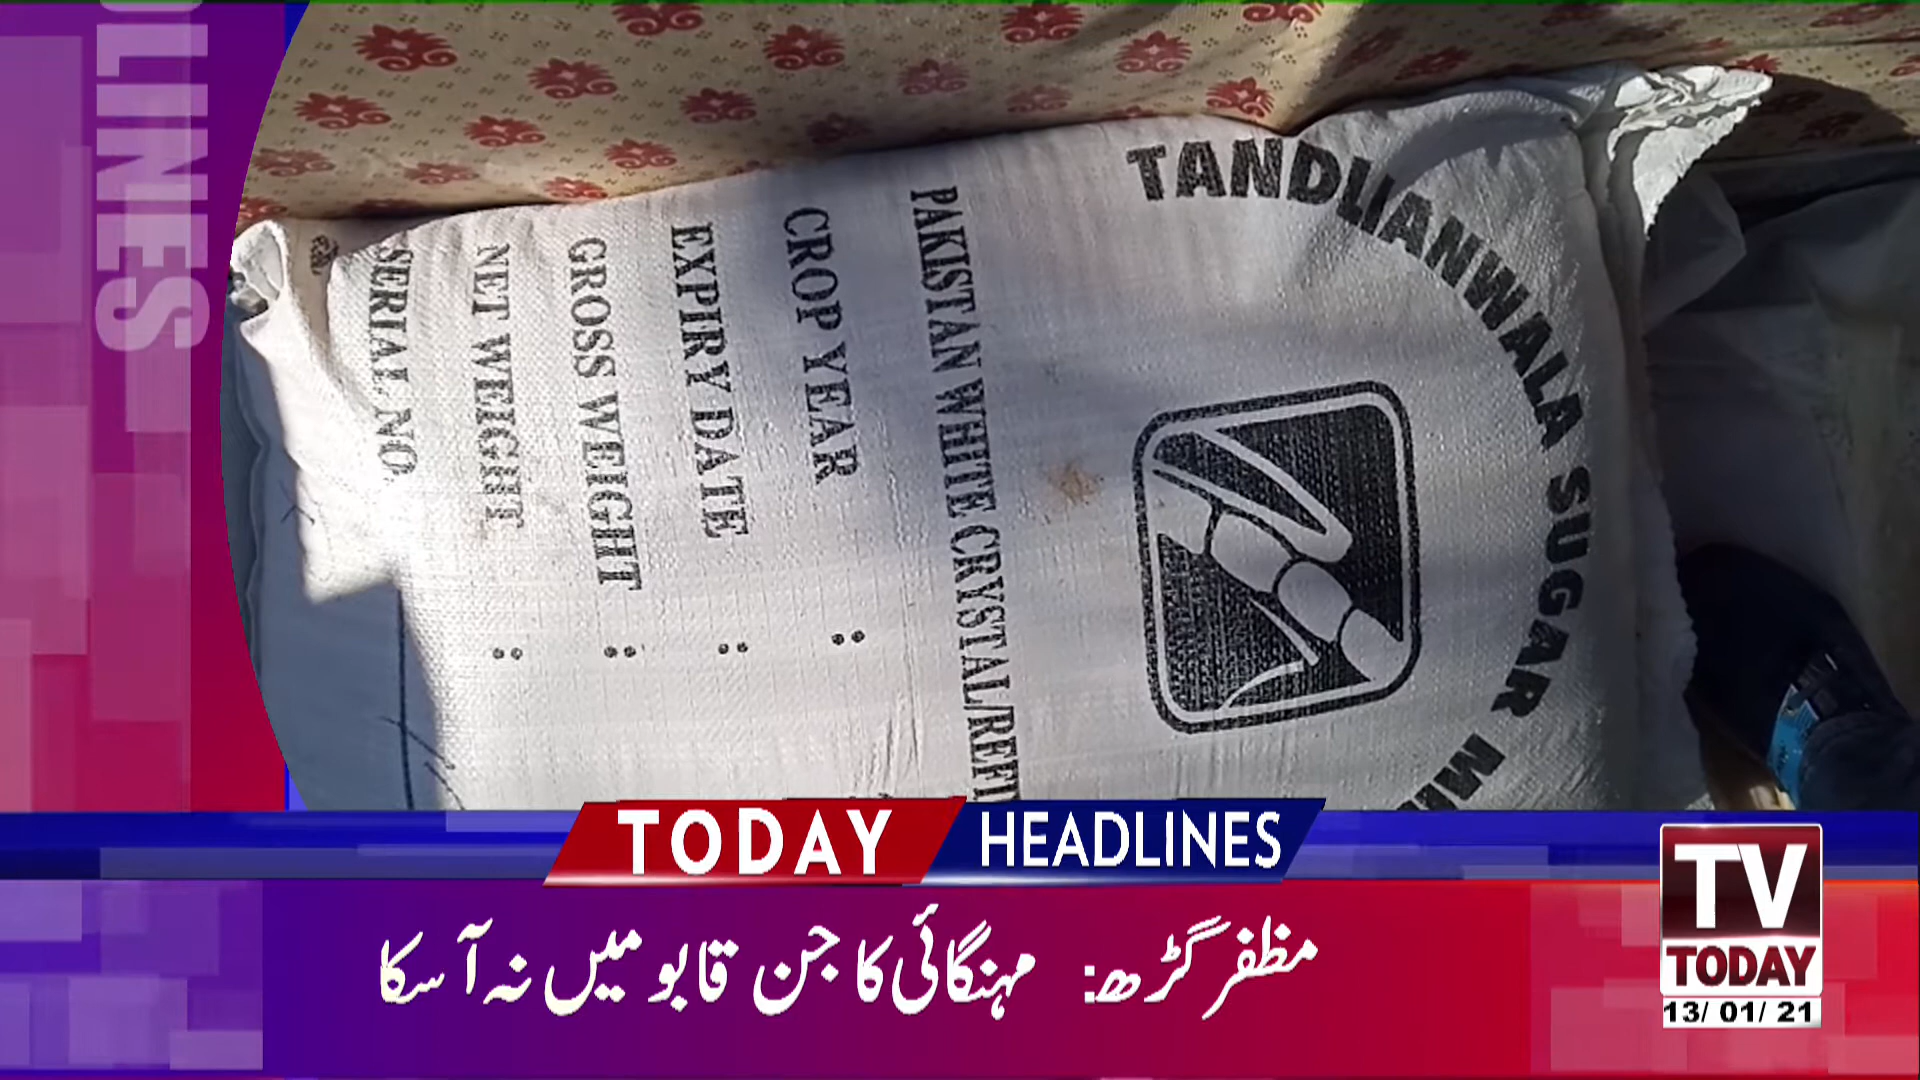 LINES
TANDLIANWALA SUGAR MI
PAKISTAN WHITE CRYSTAL/REFI
CROP YEAR :
EXPIRY DATE :
GROSS WEIGHT :
NET WEIGHT :
SERIAL NO.
TODAY HEADLINES
مظفر گڑھ: مہنگائی کا جن قابو میں نہ آ سکا
TV
TODAY
13/ 01/ 21